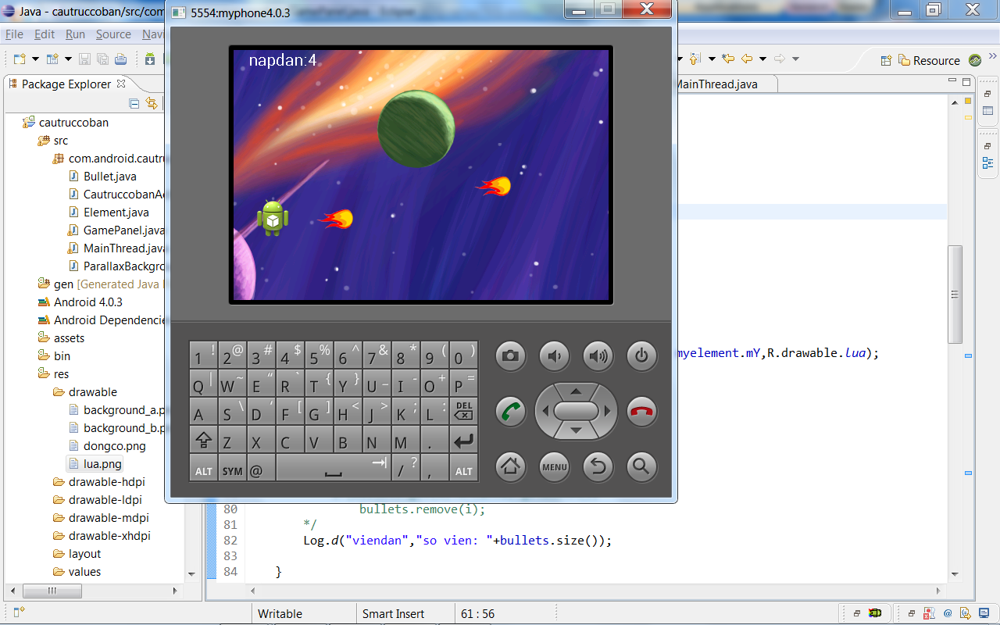 Java - cautruccoban/src/com
5554:myphone4.0.3
File Edit Run Source Navi
Resource
Package Explorer
MainThread.java
cautruccoban
src
com.android.cautru
Bullet.java
CautruccobanAc
Element.java
GamePanel.java
MainThread.java
ParallaxBackgro
gen [Generated Java
Android 4.0.3
Android Dependencie
assets
bin
res
drawable
background_a.p
background_b.p
dongco.png
lua.png
drawable-hdpi
drawable-ldpi
drawable-mdpi
drawable-xhdpi
layout
values
napdan:4
1 ! 2 @ 3 # 4 $ 5 % 6 ^ 7 & 8 * 9 ( 0 )
Q | W ~ E “ R ` T { Y } U _ I - O + P =
A S \ D ‘ F [ G ] H < J > K ; L : DEL
Z X C V B N M .
ALT SYM @ / ? , ALT
MENU
myelement.mY,R.drawable.lua);
80 bullets.remove(i);
81 */
82 Log.d("viendan","so vien: "+bullets.size());
83
84 }
Writable Smart Insert 61 : 56